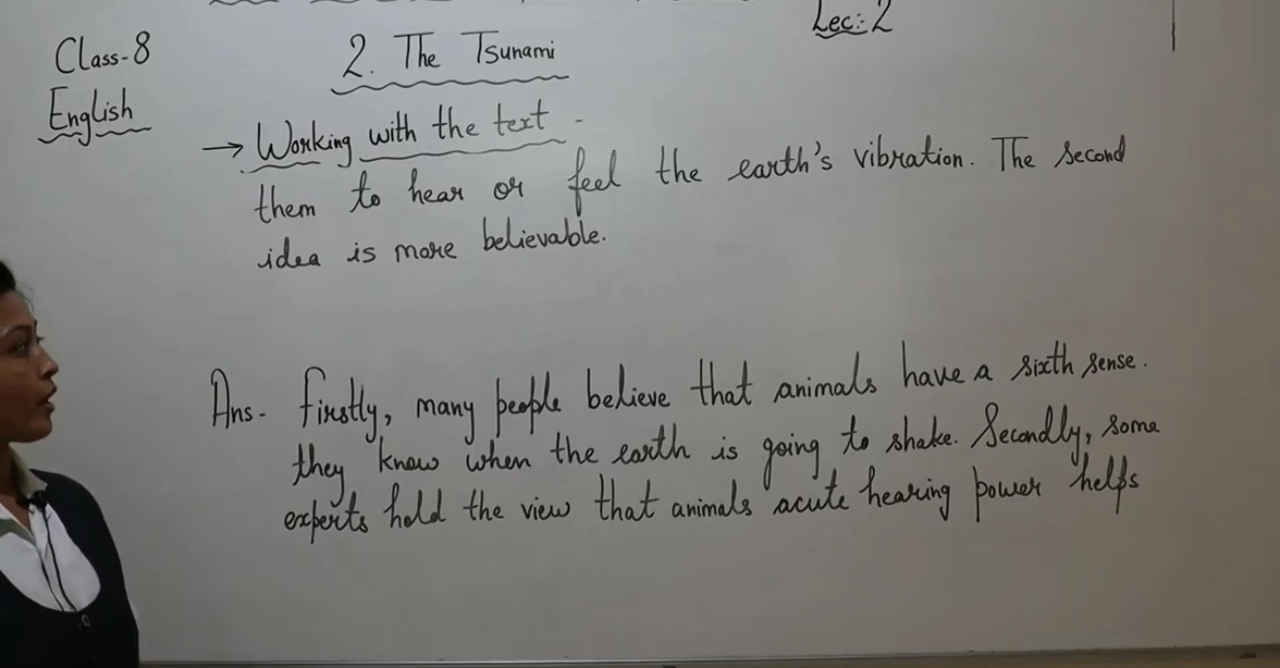 Lec: 2
Class-8
2. The Tsunami
English
→ Working with the text -
them to hear or feel the earth's vibration. The second
idea is more believable.
Ans- Firstly, many people believe that animals have a sixth sense.
they know when the earth is going to shake. Secondly, some
experts hold the view that animals acute hearing power helps